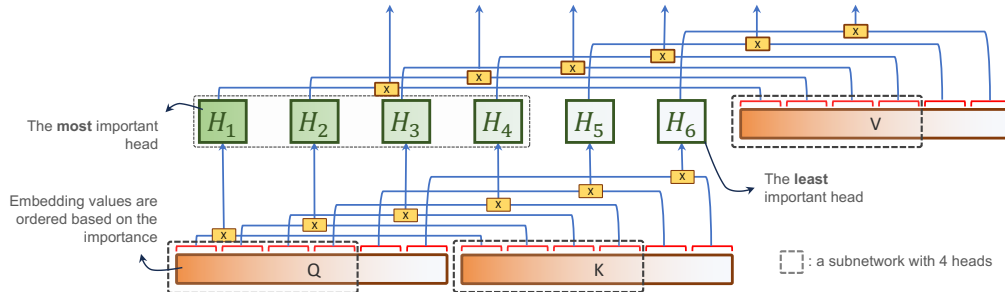 X
X
X
X
X
X
H1 H2 H3 H4 H5 H6
V
The most important
head
The least
important head
X
X
X
X
X
X
Embedding values are
ordered based on the
importance
Q
K
: a subnetwork with 4 heads